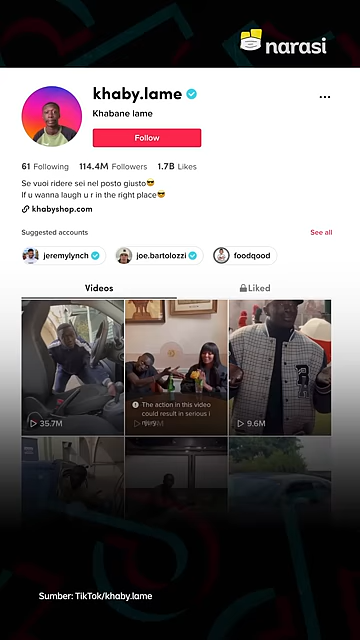 narasi
khaby.lame
Khabane lame
Follow
61 Following 114.4M Followers 1.7B Likes
Se vuoi ridere sei nel posto giusto😎
If u wanna laugh u r in the right place😎
khabyshop.com
Suggested accounts See all
jeremylynch joe.bartolozzi foodqood
Videos Liked
The action in this video
could result in serious i
njury
35.7M 9.6M
Sumber: TikTok/khaby.lame